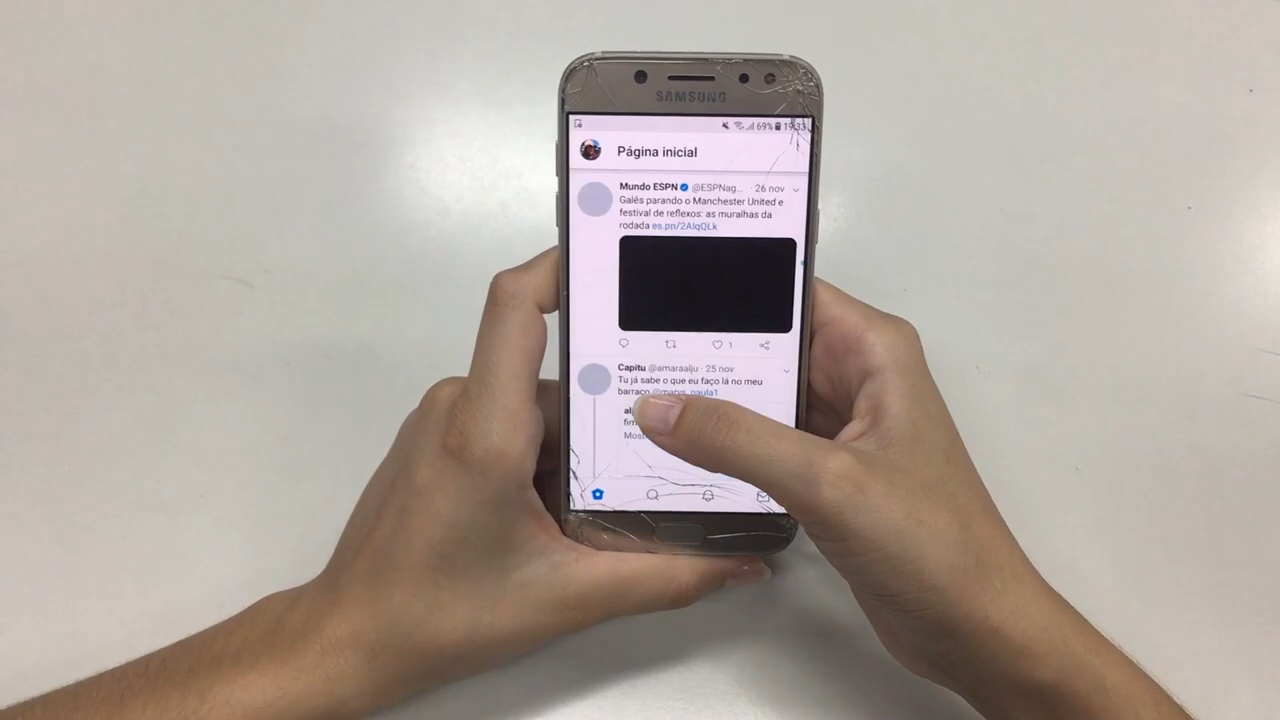 SAMSUNG
69% 19:33
Página inicial
Mundo ESPN @ESPNag... · 26 nov
Galês parando o Manchester United e
festival de reflexos: as muralhas da
rodada es.pn/2AlqQLk
1
Capitu @amaraalju · 25 nov
Tu já sabe o que eu faço lá no meu
barraco